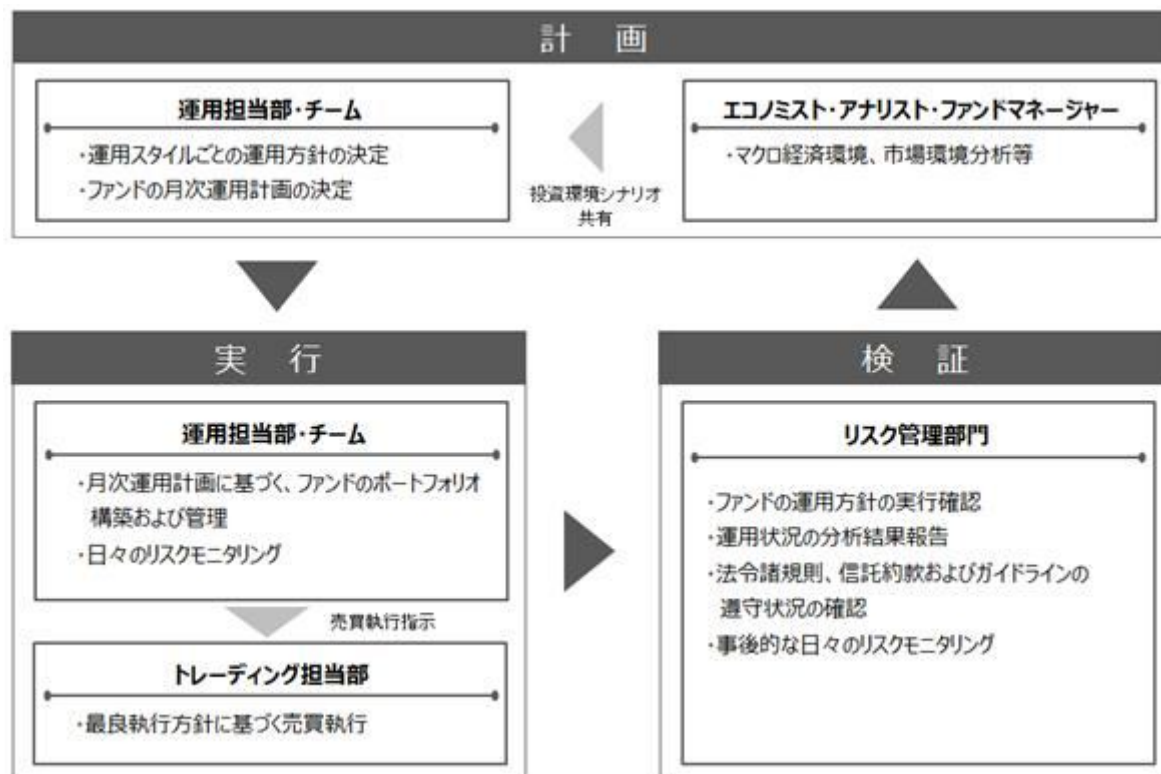 計　画
運用担当部・チーム
・運用スタイルごとの運用方針の決定
・ファンドの月次運用計画の決定
投資環境シナリオ
共有
エコノミスト・アナリスト・ファンドマネージャー
・マクロ経済環境、市場環境分析等
実　行
運用担当部・チーム
・月次運用計画に基づく、ファンドのポートフォリオ
構築および管理
・日々のリスクモニタリング
売買執行指示
トレーディング担当部
・最良執行方針に基づく売買執行
検　証
リスク管理部門
・ファンドの運用方針の実行確認
・運用状況の分析結果報告
・法令諸規則、信託約款およびガイドラインの
遵守状況の確認
・事後的な日々のリスクモニタリング